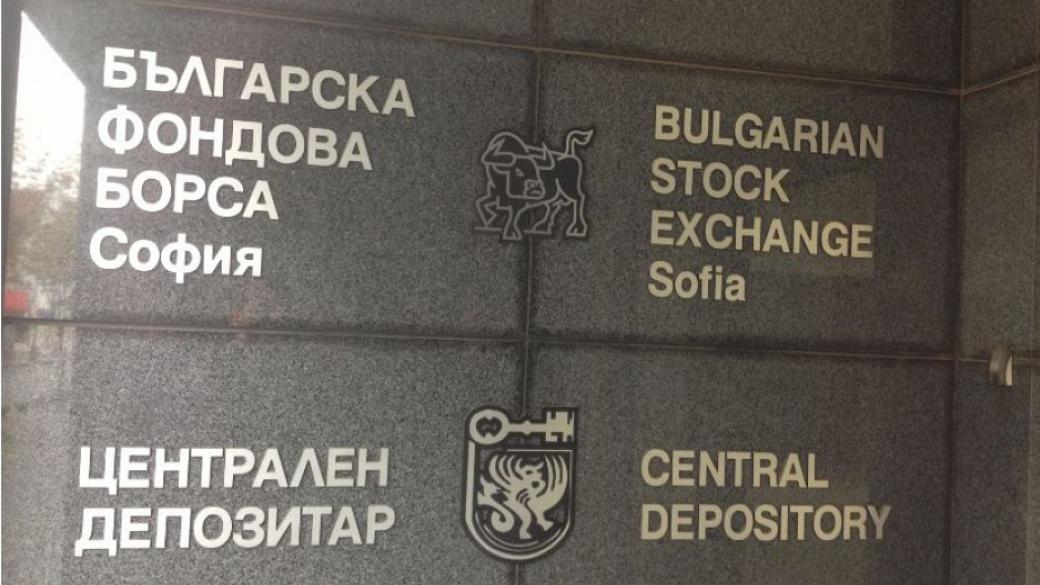 БЪЛГАРСКА
ФОНДОВА
БОРСА
София
BULGARIAN
STOCK
EXCHANGE
Sofia
ЦЕНТРАЛЕН
ДЕПОЗИТАР
CENTRAL
DEPOSITORY